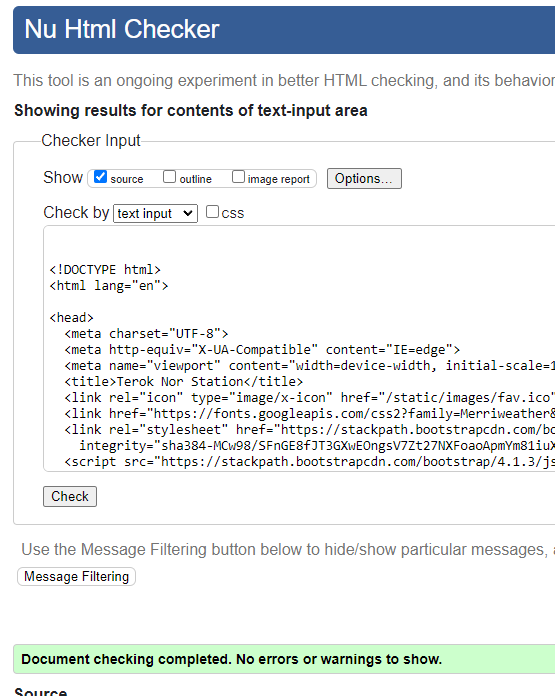 Nu Html Checker
This tool is an ongoing experiment in better HTML checking, and its behavior
Showing results for contents of text-input area
Checker Input
Show source outline image report Options...
Check by text input css
<!DOCTYPE html>
<html lang="en">
<head>
<meta charset="UTF-8">
<meta http-equiv="X-UA-Compatible" content="IE=edge">
<meta name="viewport" content="width=device-width, initial-scale=1
<title>Terok Nor Station</title>
<link rel="icon" type="image/x-icon" href="/static/images/fav.ico"
<link href="https://fonts.googleapis.com/css2?family=Merriweather&
<link rel="stylesheet" href="https://stackpath.bootstrapcdn.com/bo
integrity="sha384-MCw98/SFnGE8fJT3GXwEOngsV7Zt27NXFoaoApmYm81iuX
<script src="https://stackpath.bootstrapcdn.com/bootstrap/4.1.3/js
Check
Use the Message Filtering button below to hide/show particular messages, a
Message Filtering
Document checking completed. No errors or warnings to show.
Source